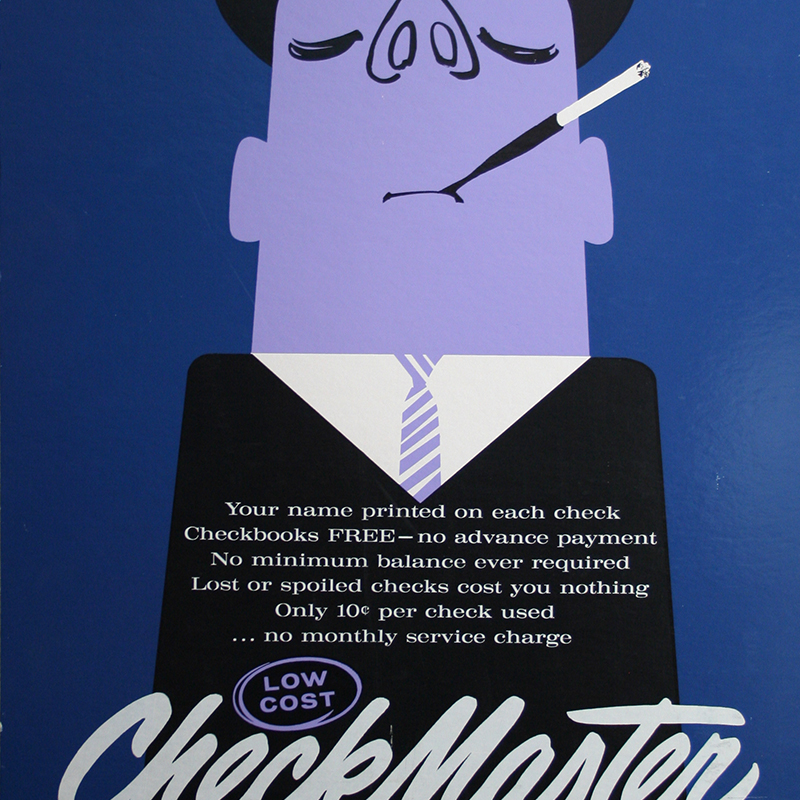 Your name printed on each check
Checkbooks FREE—no advance payment
No minimum balance ever required
Lost or spoiled checks cost you nothing
Only 10¢ per check used
... no monthly service charge
LOW
COST
CheckMaster